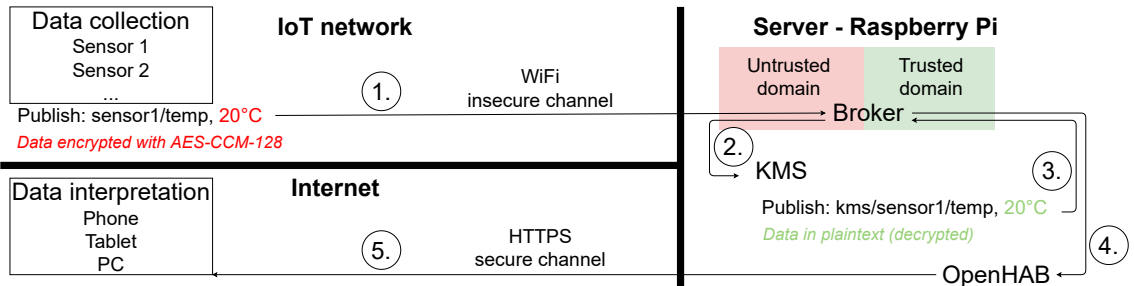 Data collection
Sensor 1
Sensor 2
...
Publish: sensor1/temp, 20°C
Data encrypted with AES-CCM-128
IoT network
1.
WiFi
insecure channel
Server - Raspberry Pi
Untrusted
domain
Trusted
domain
Broker
2.
KMS
3.
Publish: kms/sensor1/temp, 20°C
Data in plaintext (decrypted)
4.
OpenHAB
Internet
Data interpretation
Phone
Tablet
PC
5.
HTTPS
secure channel